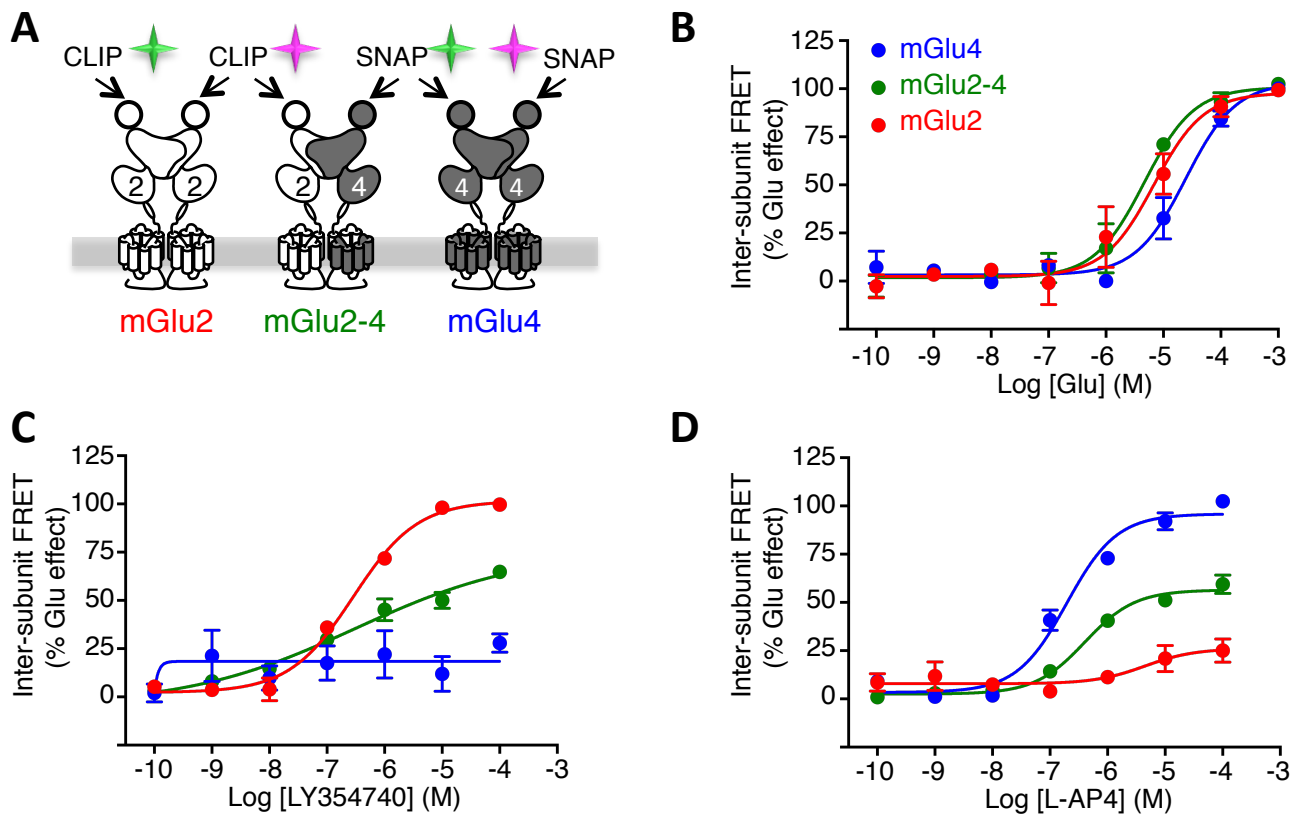 A
CLIP CLIP SNAP SNAP
2 2 2 4 4 4
mGlu2 mGlu2-4 mGlu4
B
Inter-subunit FRET
(% Glu effect)
125
100
75
50
25
0
mGlu4
mGlu2-4
mGlu2
-10 -9 -8 -7 -6 -5 -4 -3
Log [Glu] (M)
C
Inter-subunit FRET
(% Glu effect)
125
100
75
50
25
0
-10 -9 -8 -7 -6 -5 -4 -3
Log [LY354740] (M)
D
Inter-subunit FRET
(% Glu effect)
125
100
75
50
25
0
-10 -9 -8 -7 -6 -5 -4 -3
Log [L-AP4] (M)